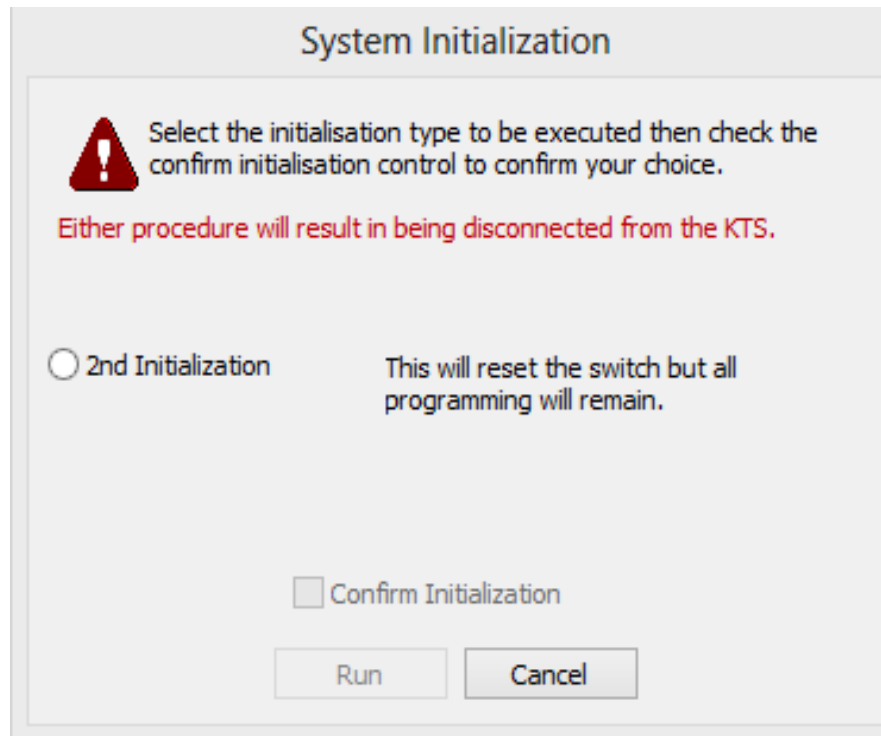 System Initialization
Select the initialisation type to be executed then check the
confirm initialisation control to confirm your choice.
Either procedure will result in being disconnected from the KTS.
2nd Initialization
This will reset the switch but all
programming will remain.
Confirm Initialization
Run
Cancel